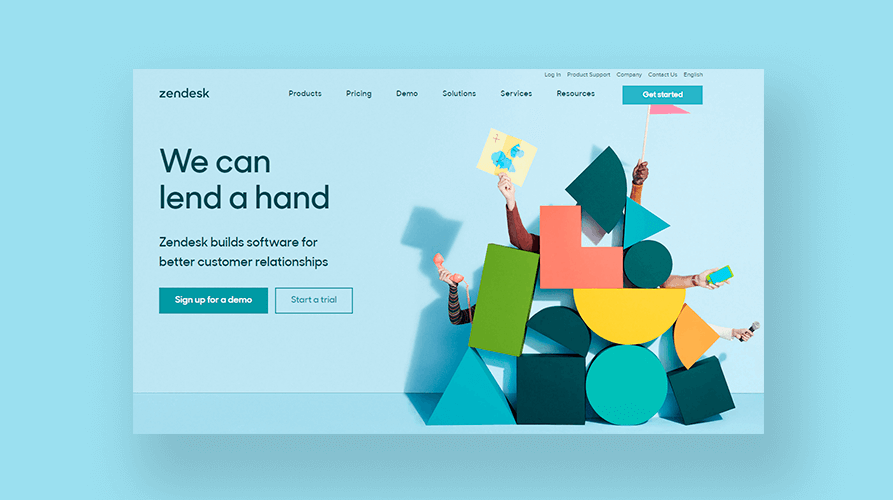 Log In Product Support Company Contact Us English
zendesk Products Pricing Demo Solutions Services Resources Get started
We can
lend a hand
Zendesk builds software for
better customer relationships
Sign up for a demo Start a trial